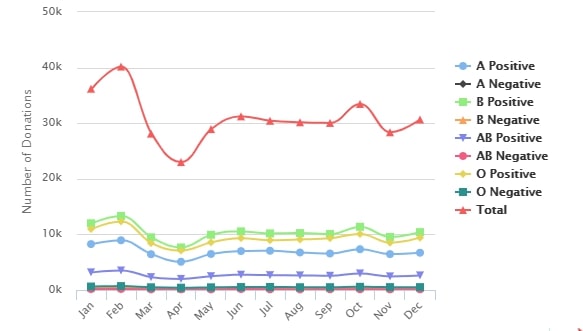 50k
40k
30k
20k
10k
0k
Number of Donations
Jan
Feb
Mar
Apr
May
Jun
Jul
Aug
Sep
Oct
Nov
Dec
A Positive
A Negative
B Positive
B Negative
AB Positive
AB Negative
O Positive
O Negative
Total